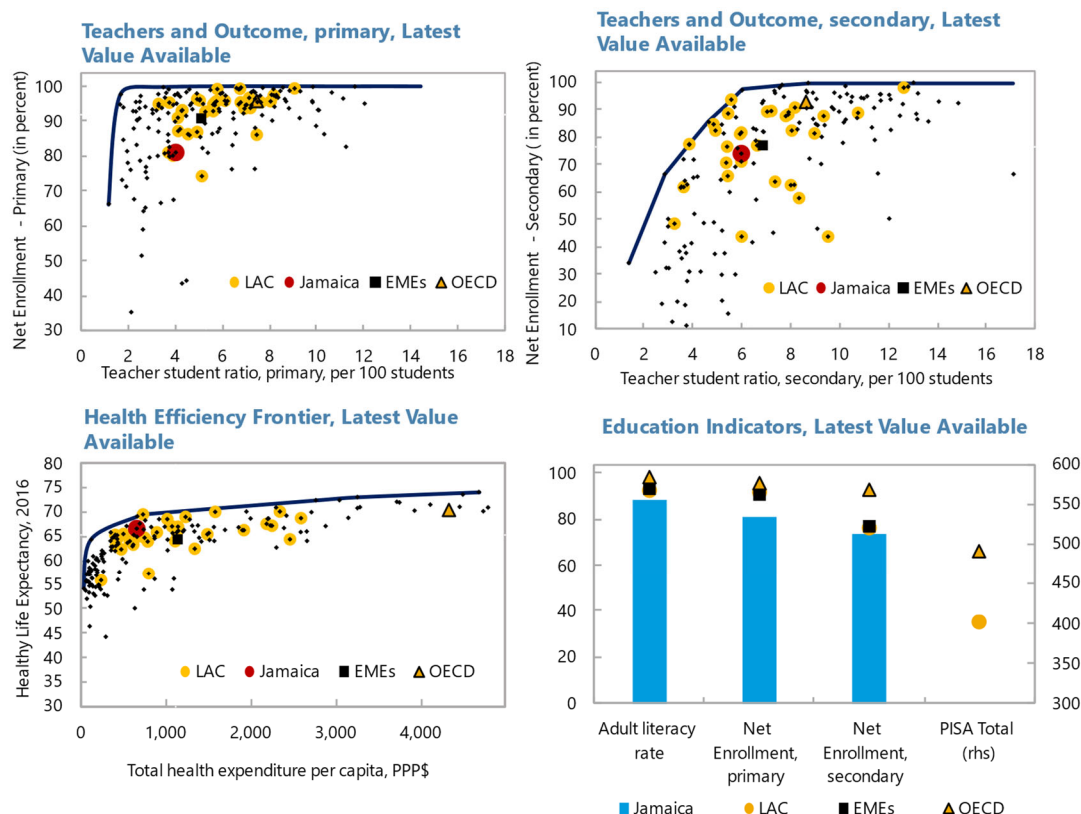 Teachers and Outcome, primary, Latest
Value Available
Net Enrollment - Primary (in percent)
100
90
80
70
60
50
40
30
0 2 4 6 8 10 12 14 16 18
LAC Jamaica EMEs OECD
Teacher student ratio, primary, per 100 students
Teachers and Outcome, secondary, Latest
Value Available
Net Enrollment - Secondary ( in percent)
100
90
80
70
60
50
40
30
20
10
0 2 4 6 8 10 12 14 16 18
LAC Jamaica EMEs OECD
Teacher student ratio, secondary, per 100 students
Health Efficiency Frontier, Latest Value
Available
Healthy Life Expectancy, 2016
80
75
70
65
60
55
50
45
40
35
30
0 1,000 2,000 3,000 4,000
LAC Jamaica EMEs OECD
Total health expenditure per capita, PPP$
Education Indicators, Latest Value Available
100
80
60
40
20
0
600
550
500
450
400
350
300
Adult literacy
rate
Net
Enrollment,
primary
Net
Enrollment,
secondary
PISA Total
(rhs)
Jamaica LAC EMEs OECD